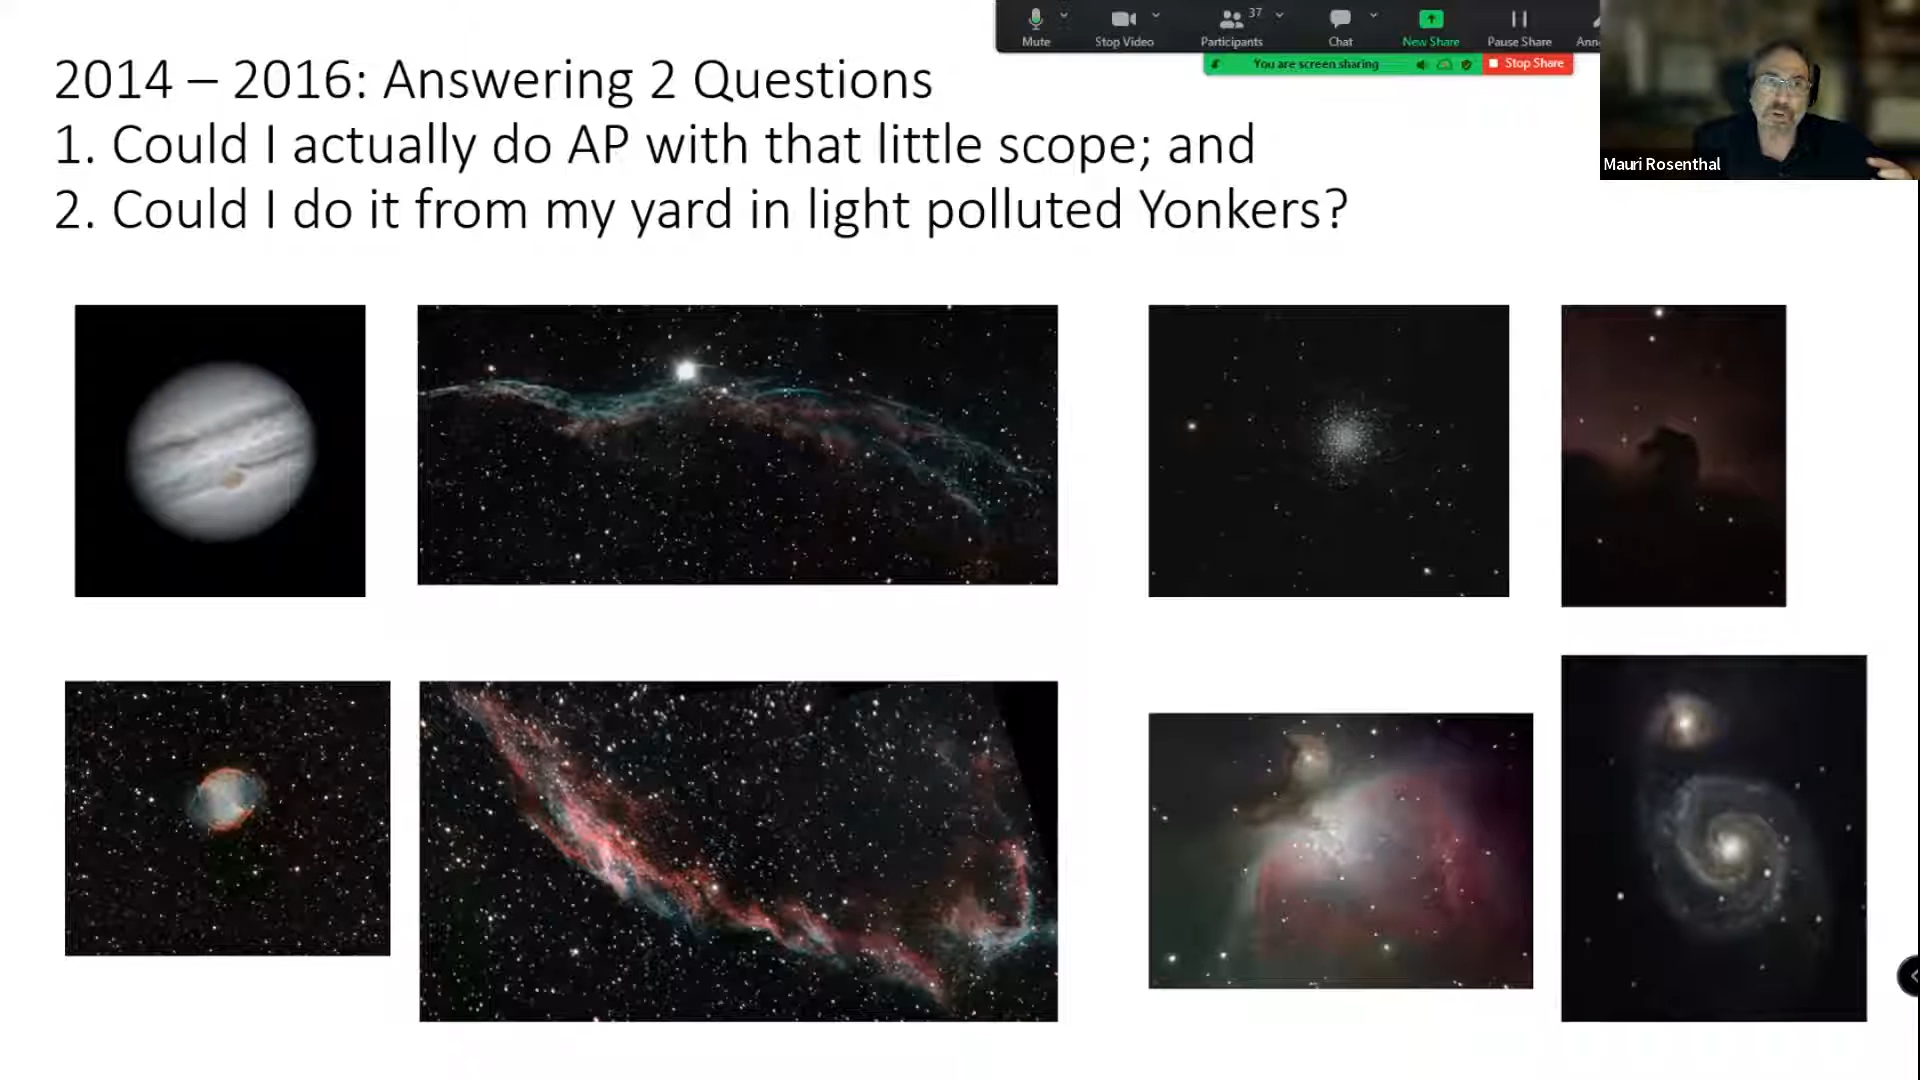 37
Mute
Stop Video
Participants
Chat
New Share
Pause Share
You are screen sharing
Stop Share
2014 – 2016: Answering 2 Questions
1. Could I actually do AP with that little scope; and
2. Could I do it from my yard in light polluted Yonkers?
Mauri Rosenthal